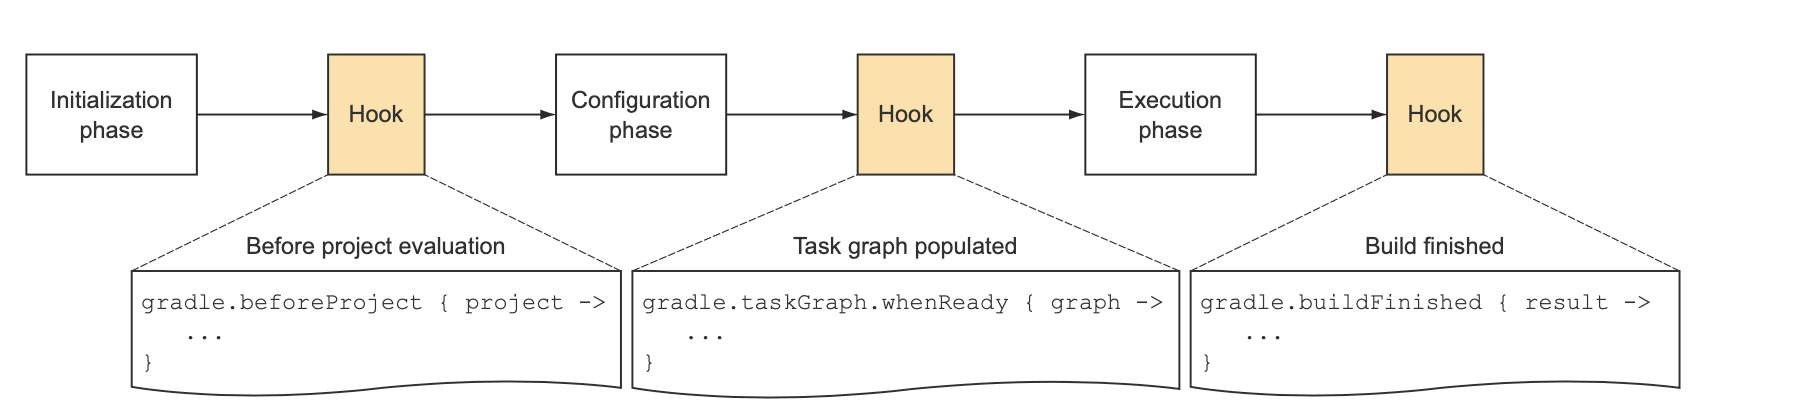 Initialization
phase
Hook
Configuration
phase
Hook
Execution
phase
Hook
Before project evaluation
gradle.beforeProject { project ->
...
}
Task graph populated
gradle.taskGraph.whenReady { graph ->
...
}
Build finished
gradle.buildFinished { result ->
...
}